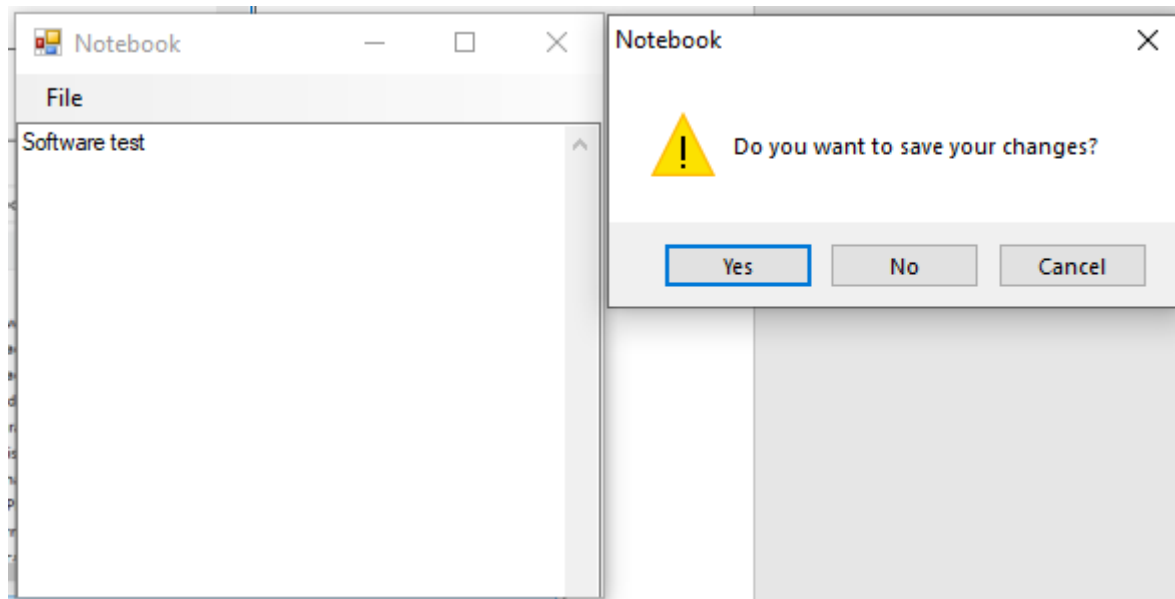 Notebook
File
Software test
Notebook
Do you want to save your changes?
Yes
No
Cancel